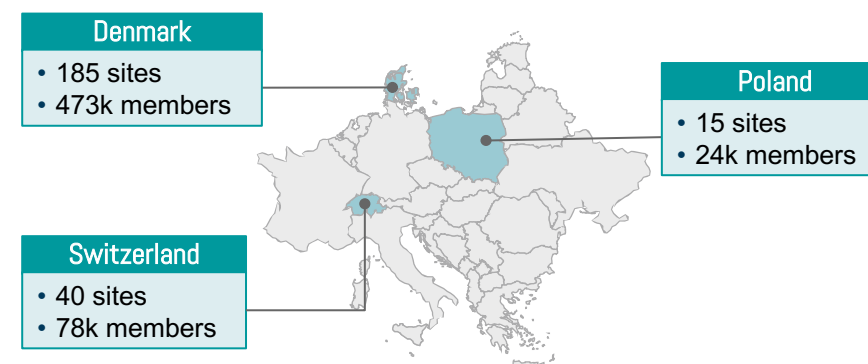 Denmark
• 185 sites
• 473k members
Poland
• 15 sites
• 24k members
Switzerland
• 40 sites
• 78k members